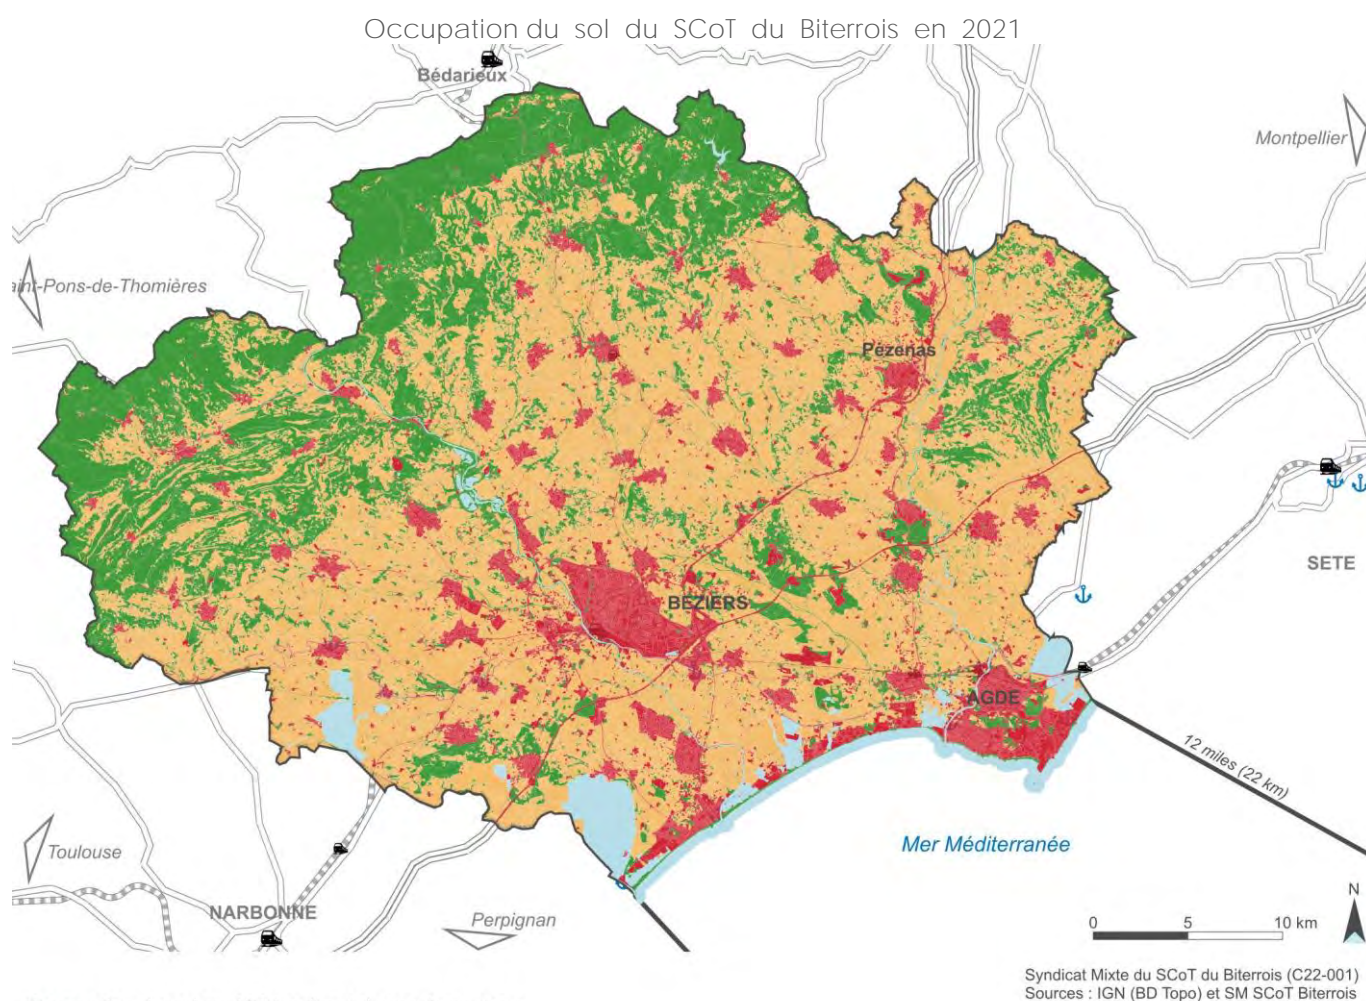 Occupation du sol du SCoT du Biterrois en 2021
Bédarieux
Montpellier
aint-Pons-de-Thomières
Pézenas
SETE
BEZIERS
AGDE
12 miles (22 km)
Mer Méditerranée
Toulouse
NARBONNE
Perpignan
N
0 5 10 km
Syndicat Mixte du SCoT du Biterrois (C22-001)
Sources : IGN (BD Topo) et SM SCoT Biterrois